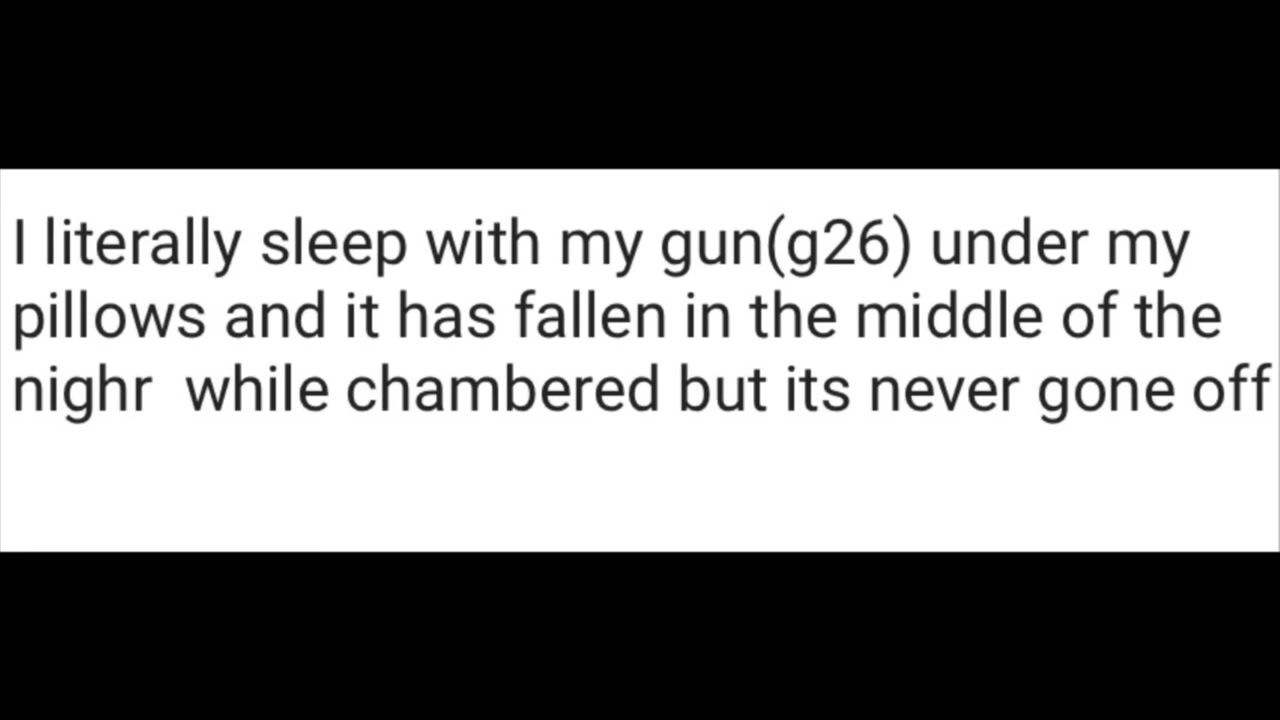 I literally sleep with my gun(g26) under my
pillows and it has fallen in the middle of the
nighr  while chambered but its never gone off